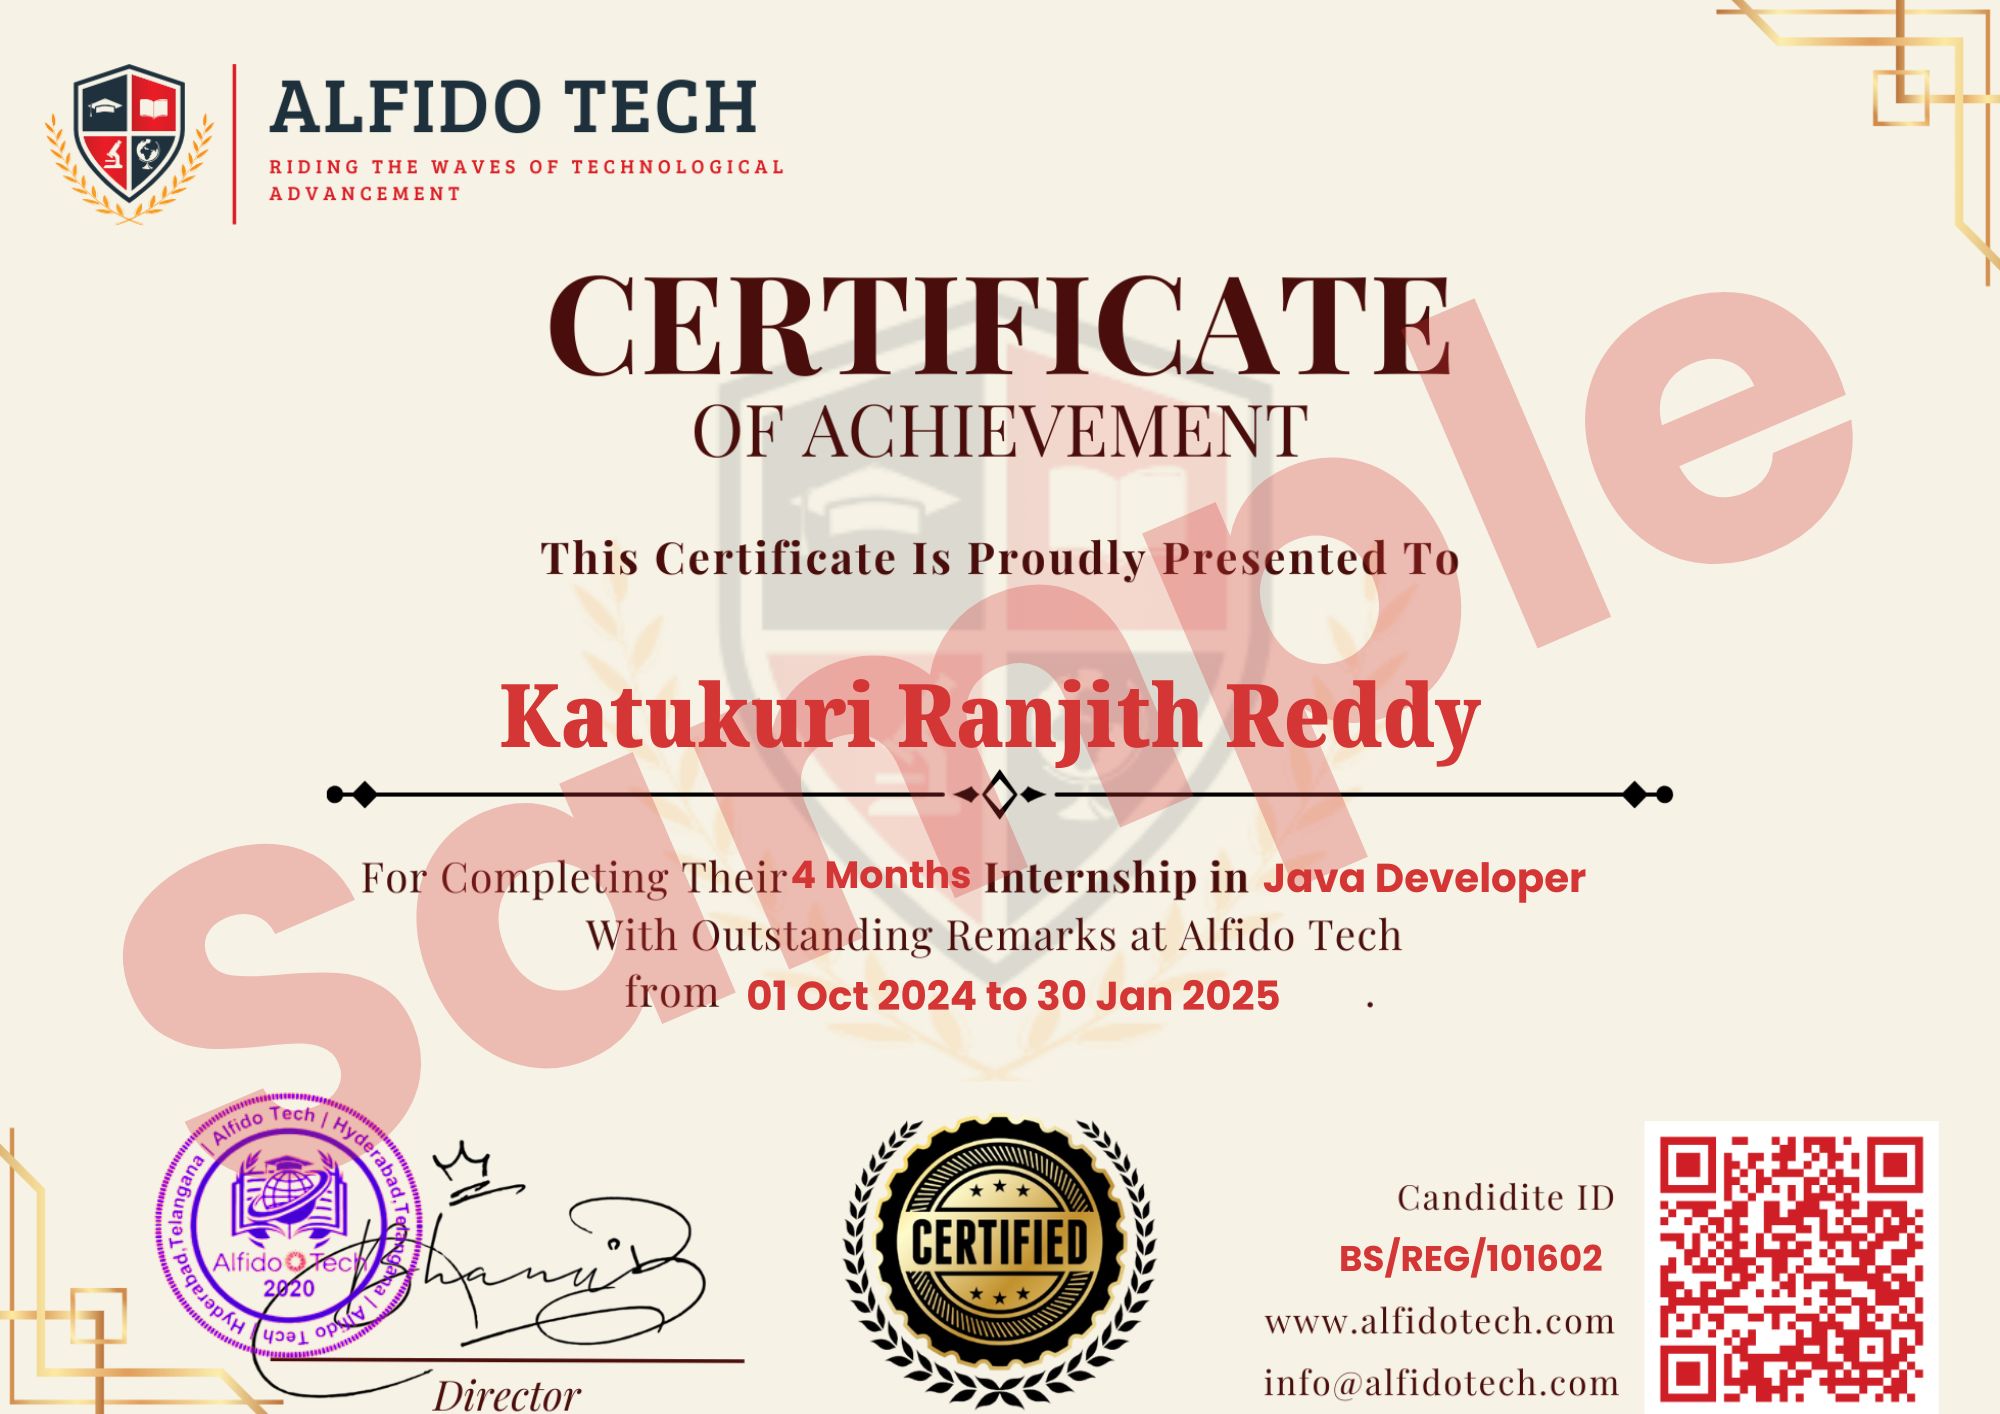 ALFIDO TECH
RIDING THE WAVES OF TECHNOLOGICAL
ADVANCEMENT
CERTIFICATE
OF ACHIEVEMENT
This Certificate Is Proudly Presented To
Katukuri Ranjith Reddy
For Completing Their 4 Months Internship in Java Developer
With Outstanding Remarks at Alfido Tech
from 01 Oct 2024 to 30 Jan 2025 .
Sample
Alfido Tech | Hyderabad,Telangana | Alfido Tech | Hyderabad,Telangana |
Alfido Tech
2020
Bhanu B
Director
CERTIFIED
Candidite ID
BS/REG/101602
www.alfidotech.com
info@alfidotech.com